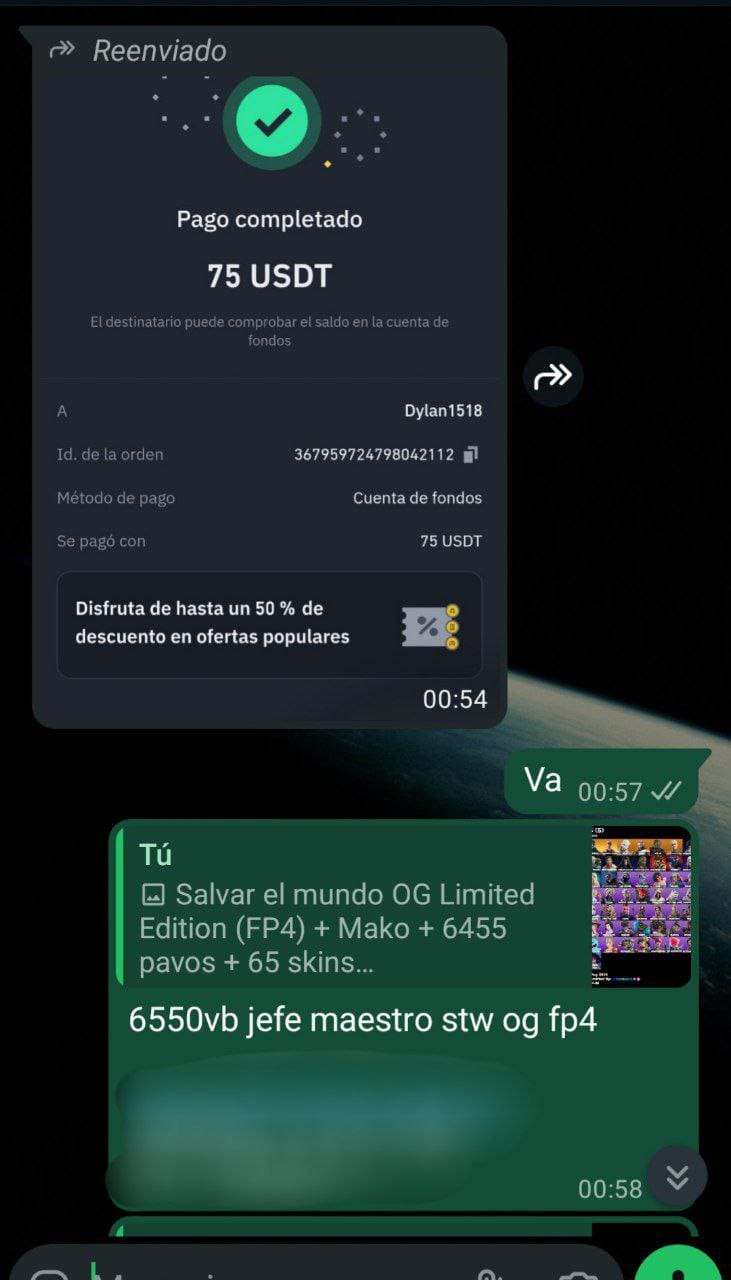 Reenviado
Pago completado
75 USDT
El destinatario puede comprobar el saldo en la cuenta de
fondos
A Dylan1518
Id. de la orden 367959724798042112
Método de pago Cuenta de fondos
Se pagó con 75 USDT
Disfruta de hasta un 50 % de
descuento en ofertas populares
00:54
Va 00:57
Tú
Salvar el mundo OG Limited
Edition (FP4) + Mako + 6455
pavos + 65 skins...
6550vb jefe maestro stw og fp4
00:58